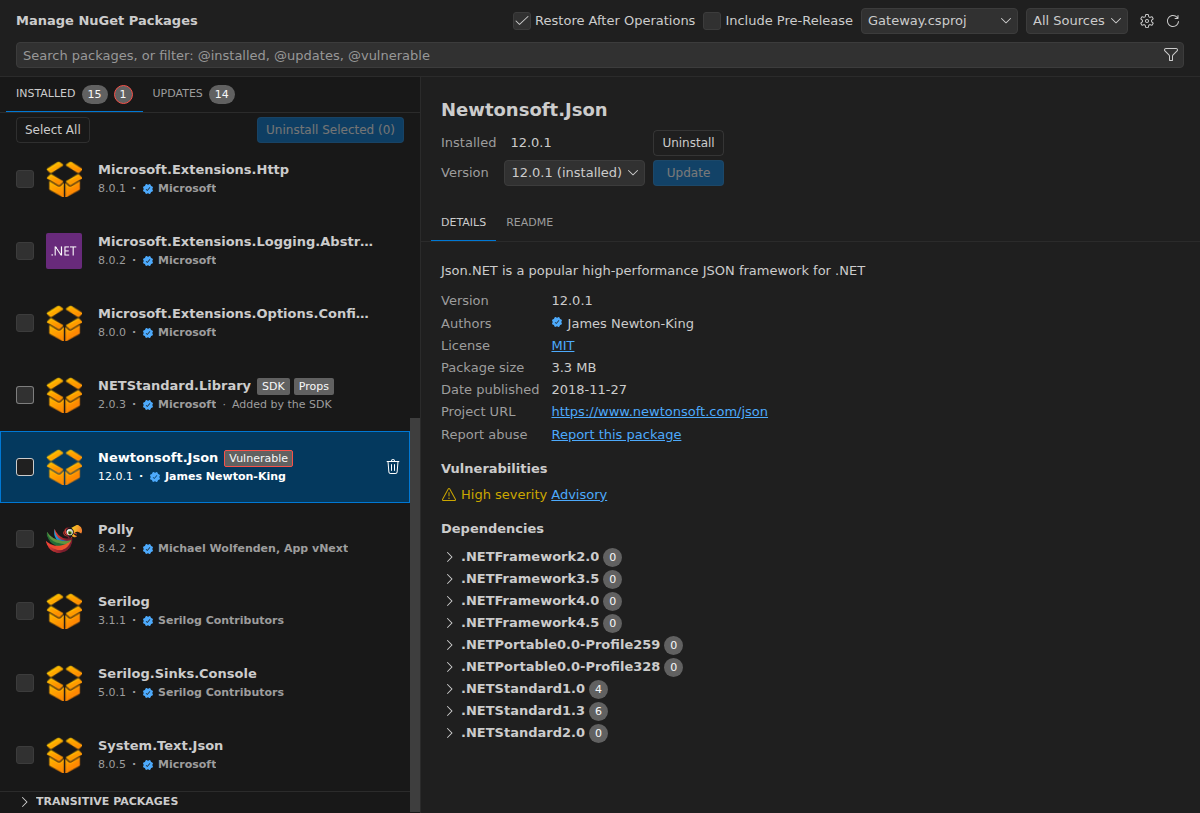 Manage NuGet Packages
Restore After Operations
Include Pre-Release
Gateway.csproj
All Sources
Search packages, or filter: @installed, @updates, @vulnerable
INSTALLED 15 1 UPDATES 14
Select All
Uninstall Selected (0)
Microsoft.Extensions.Http
8.0.1 · Microsoft
.NET
Microsoft.Extensions.Logging.Abstr...
8.0.2 · Microsoft
Microsoft.Extensions.Options.Confi...
8.0.0 · Microsoft
NETStandard.Library SDK Props
2.0.3 · Microsoft · Added by the SDK
Newtonsoft.Json Vulnerable
12.0.1 · James Newton-King
Polly
8.4.2 · Michael Wolfenden, App vNext
Serilog
3.1.1 · Serilog Contributors
Serilog.Sinks.Console
5.0.1 · Serilog Contributors
System.Text.Json
8.0.5 · Microsoft
TRANSITIVE PACKAGES
Newtonsoft.Json
Installed 12.0.1 Uninstall
Version 12.0.1 (installed) Update
DETAILS README
Json.NET is a popular high-performance JSON framework for .NET
Version 12.0.1
Authors James Newton-King
License MIT
Package size 3.3 MB
Date published 2018-11-27
Project URL https://www.newtonsoft.com/json
Report abuse Report this package
Vulnerabilities
High severity Advisory
Dependencies
.NETFramework2.0 0
.NETFramework3.5 0
.NETFramework4.0 0
.NETFramework4.5 0
.NETPortable0.0-Profile259 0
.NETPortable0.0-Profile328 0
.NETStandard1.0 4
.NETStandard1.3 6
.NETStandard2.0 0